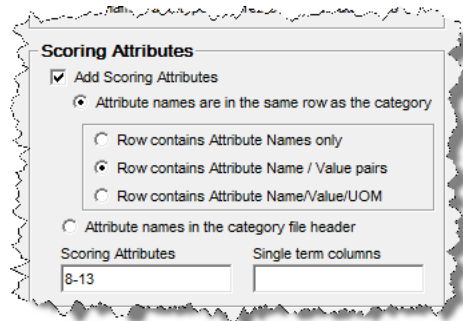 Scoring Attributes
Add Scoring Attributes
Attribute names are in the same row as the category
Row contains Attribute Names only
Row contains Attribute Name / Value pairs
Row contains Attribute Name/Value/UOM
Attribute names in the category file header
Scoring Attributes Single term columns
8-13